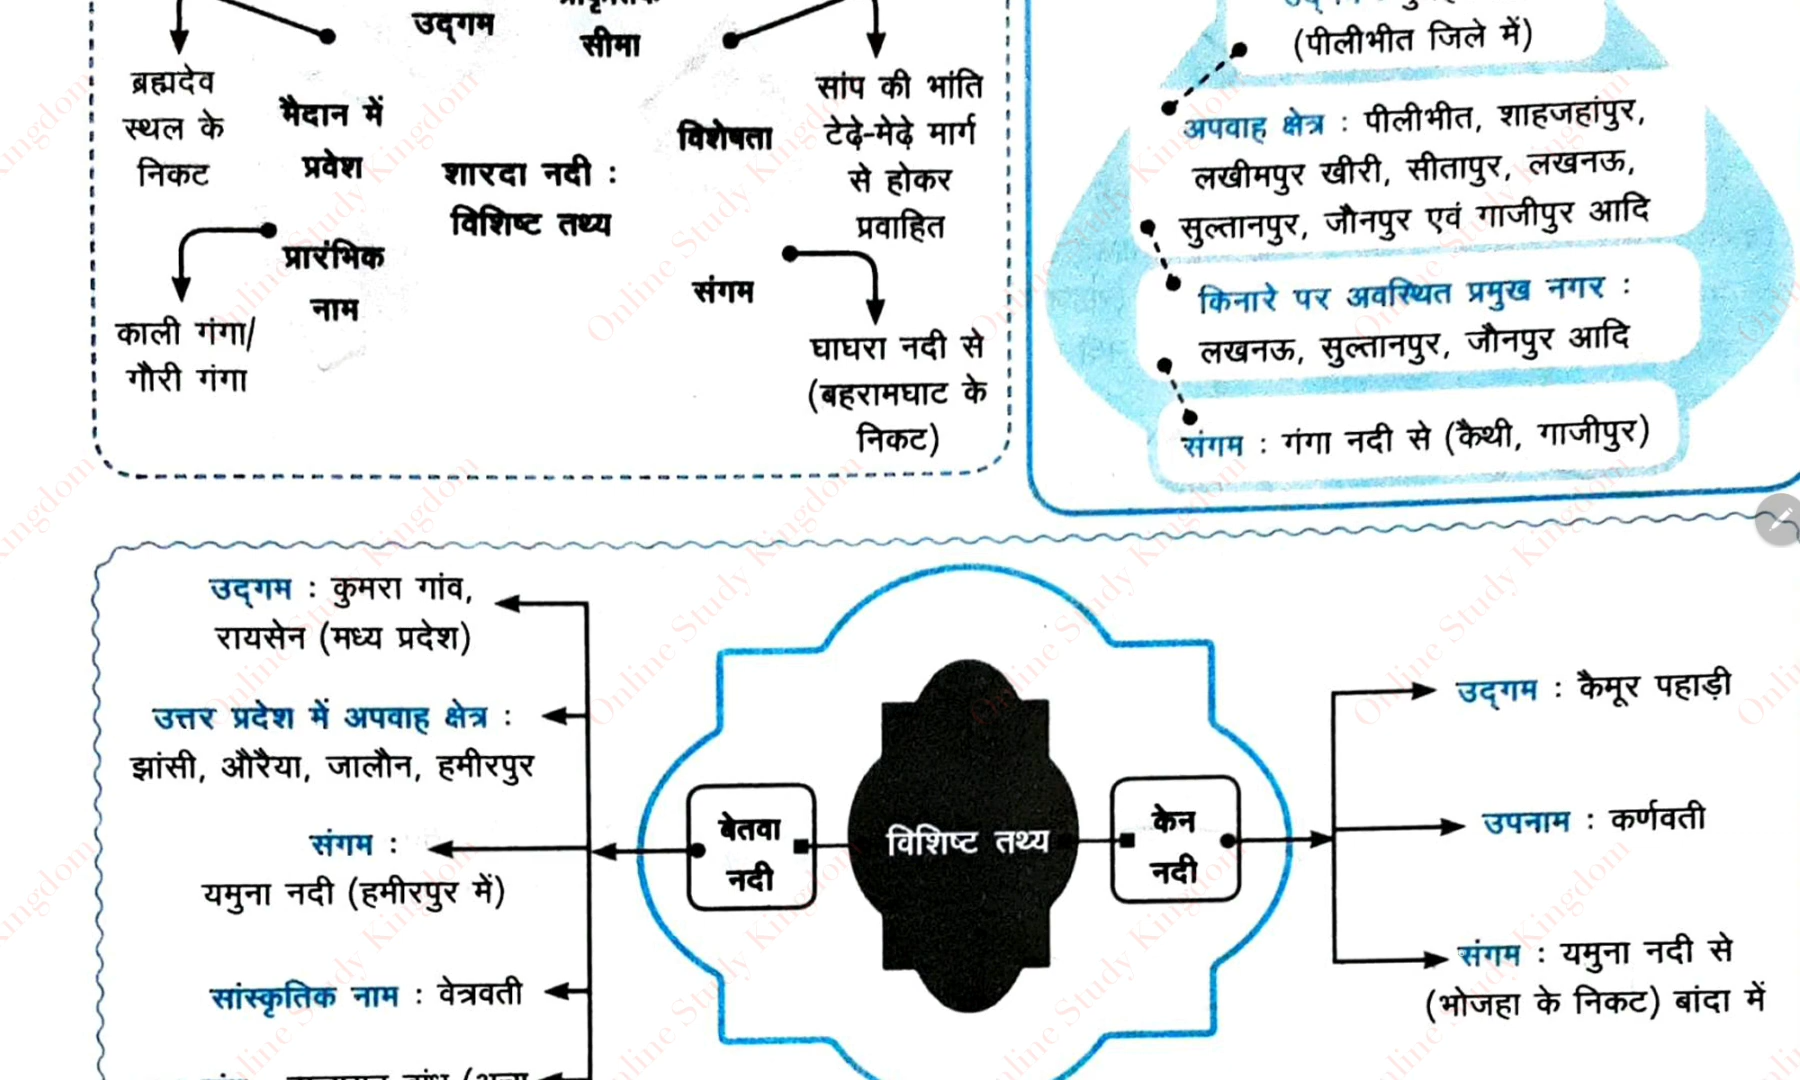 उद्गम
सीमा
ब्रह्मदेव
स्थल के
निकट
मैदान में
प्रवेश
प्रारंभिक
नाम
काली गंगा/
गौरी गंगा
शारदा नदी :
विशिष्ट तथ्य
विशेषता
सांप की भांति
टेढ़े-मेढ़े मार्ग
से होकर
प्रवाहित
संगम
घाघरा नदी से
(बहरामघाट के
निकट)
(पीलीभीत जिले में)
अपवाह क्षेत्र : पीलीभीत, शाहजहांपुर,
लखीमपुर खीरी, सीतापुर, लखनऊ,
सुल्तानपुर, जौनपुर एवं गाजीपुर आदि
किनारे पर अवस्थित प्रमुख नगर :
लखनऊ, सुल्तानपुर, जौनपुर आदि
संगम : गंगा नदी से (कैथी, गाजीपुर)
उद्गम : कुमरा गांव,
रायसेन (मध्य प्रदेश)
उत्तर प्रदेश में अपवाह क्षेत्र :
झांसी, औरैया, जालौन, हमीरपुर
संगम :
यमुना नदी (हमीरपुर में)
सांस्कृतिक नाम : वेत्रवती
बेतवा
नदी
विशिष्ट तथ्य
केन
नदी
उद्गम : कैमूर पहाड़ी
उपनाम : कर्णवती
संगम : यमुना नदी से
(भोजहा के निकट) बांदा में
Online Study Kingdom